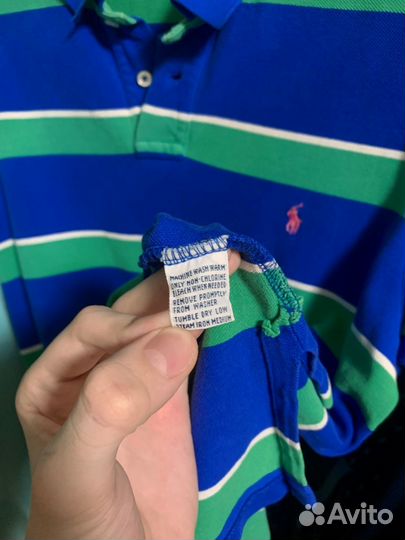 MACHINE WASH WARM
ONLY NON-CHLORINE
BLEACH WHEN NEEDED
REMOVE PROMPTLY
FROM WASHER
TUMBLE DRY LOW
STEAM IRON MEDIUM
Avito